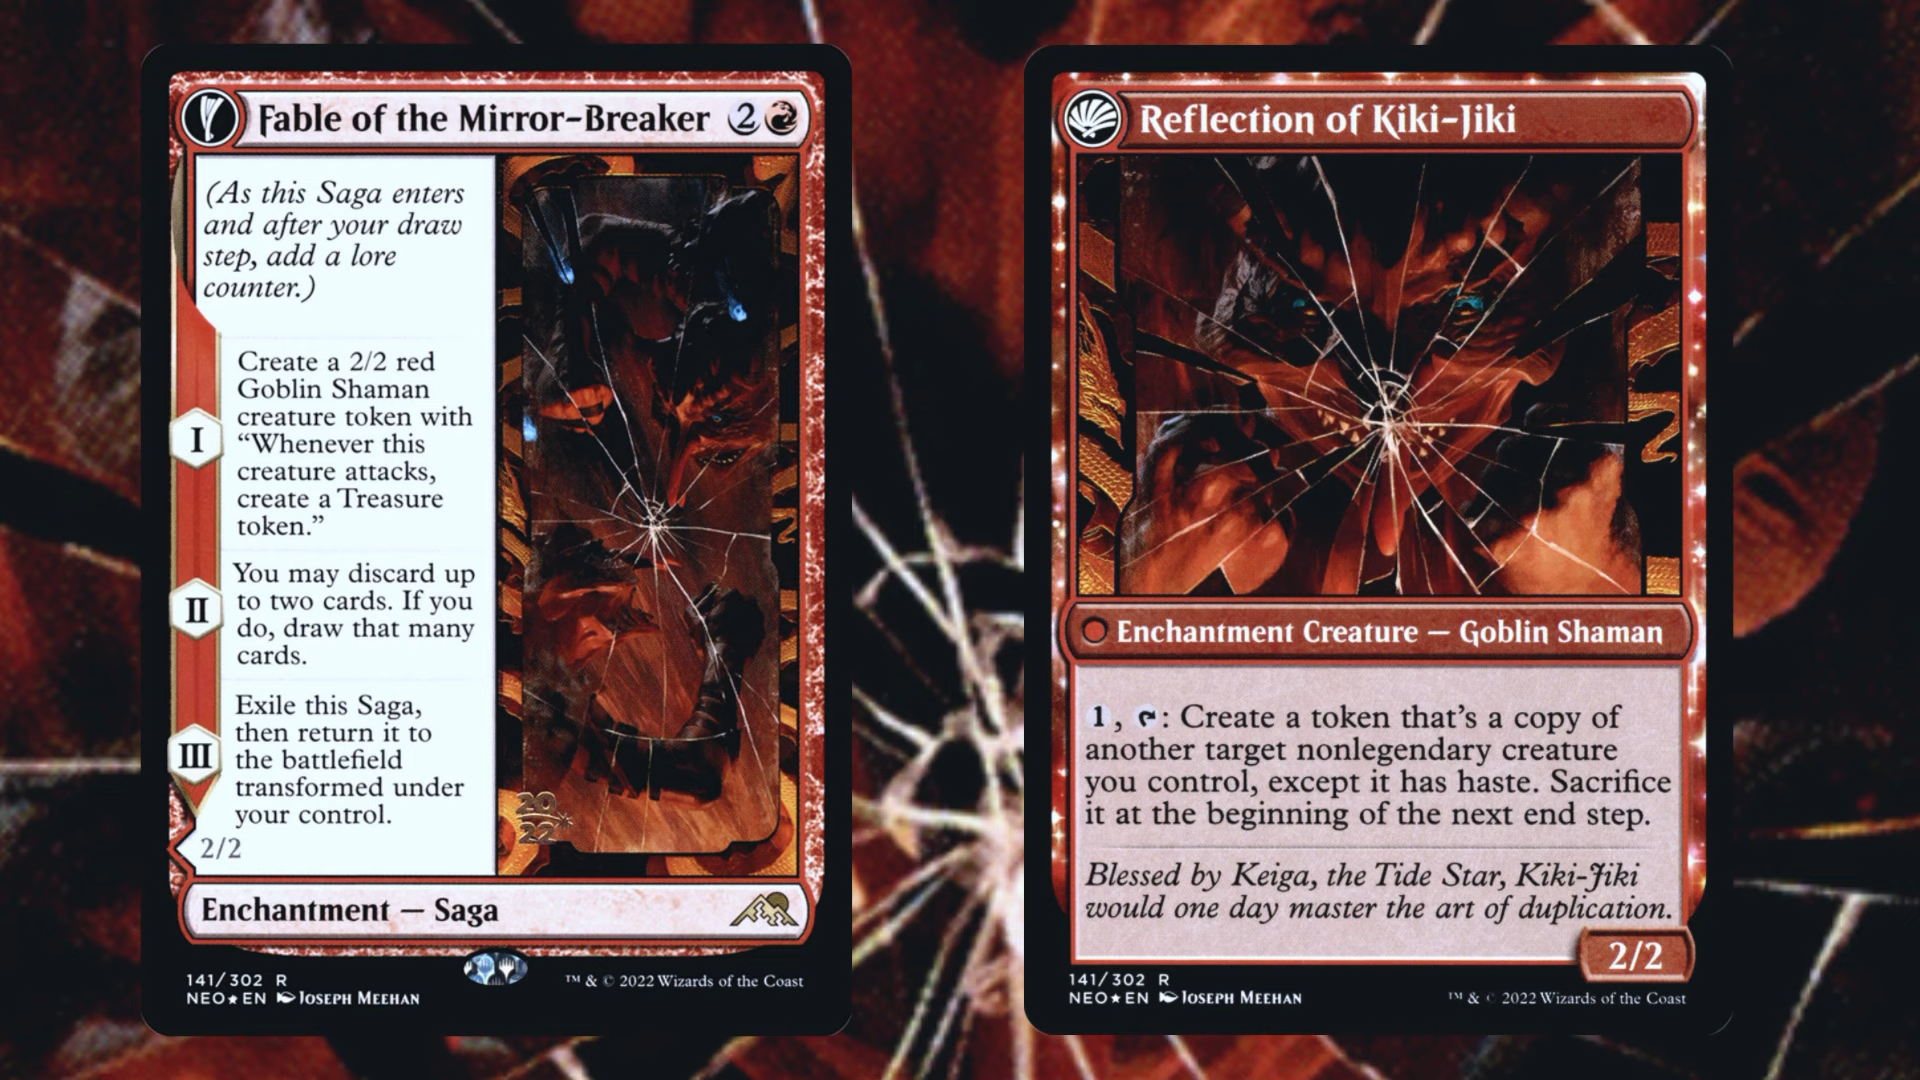 Fable of the Mirror-Breaker 2
(As this Saga enters
and after your draw
step, add a lore
counter.)
I
Create a 2/2 red
Goblin Shaman
creature token with
“Whenever this
creature attacks,
create a Treasure
token.”
II
You may discard up
to two cards. If you
do, draw that many
cards.
III
Exile this Saga,
then return it to
the battlefield
transformed under
your control.
2/2
20
22
Enchantment — Saga
141/302 R
NEO★EN Joseph Meehan
™ & © 2022 Wizards of the Coast
Reflection of Kiki-Jiki
Enchantment Creature — Goblin Shaman
1, : Create a token that's a copy of
another target nonlegendary creature
you control, except it has haste. Sacrifice
it at the beginning of the next end step.
Blessed by Keiga, the Tide Star, Kiki-Jiki
would one day master the art of duplication.
2/2
141/302 R
NEO★EN Joseph Meehan
™ & © 2022 Wizards of the Coast